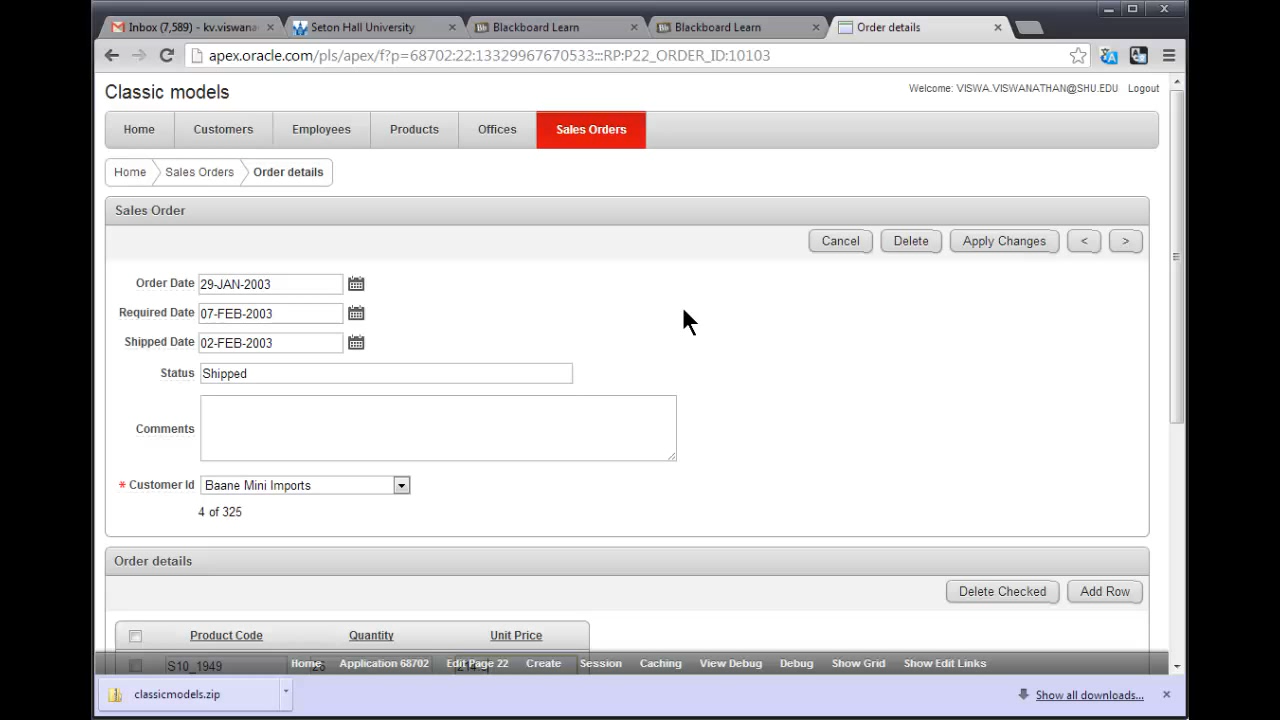 Inbox (7,589) - kv.viswana
Seton Hall University
Blackboard Learn
Blackboard Learn
Order details
apex.oracle.com/pls/apex/f?p=68702:22:13329967670533:::RP:P22_ORDER_ID:10103
Classic models
Welcome: VISWA.VISWANATHAN@SHU.EDU Logout
Home Customers Employees Products Offices Sales Orders
Home Sales Orders Order details
Sales Order
Cancel Delete Apply Changes < >
Order Date 29-JAN-2003
Required Date 07-FEB-2003
Shipped Date 02-FEB-2003
Status Shipped
Comments
* Customer Id Baane Mini Imports
4 of 325
Order details
Delete Checked Add Row
Product Code Quantity Unit Price
S10_1949 26
Home Application 68702 Edit Page 22 Create Session Caching View Debug Debug Show Grid Show Edit Links
classicmodels.zip
Show all downloads...